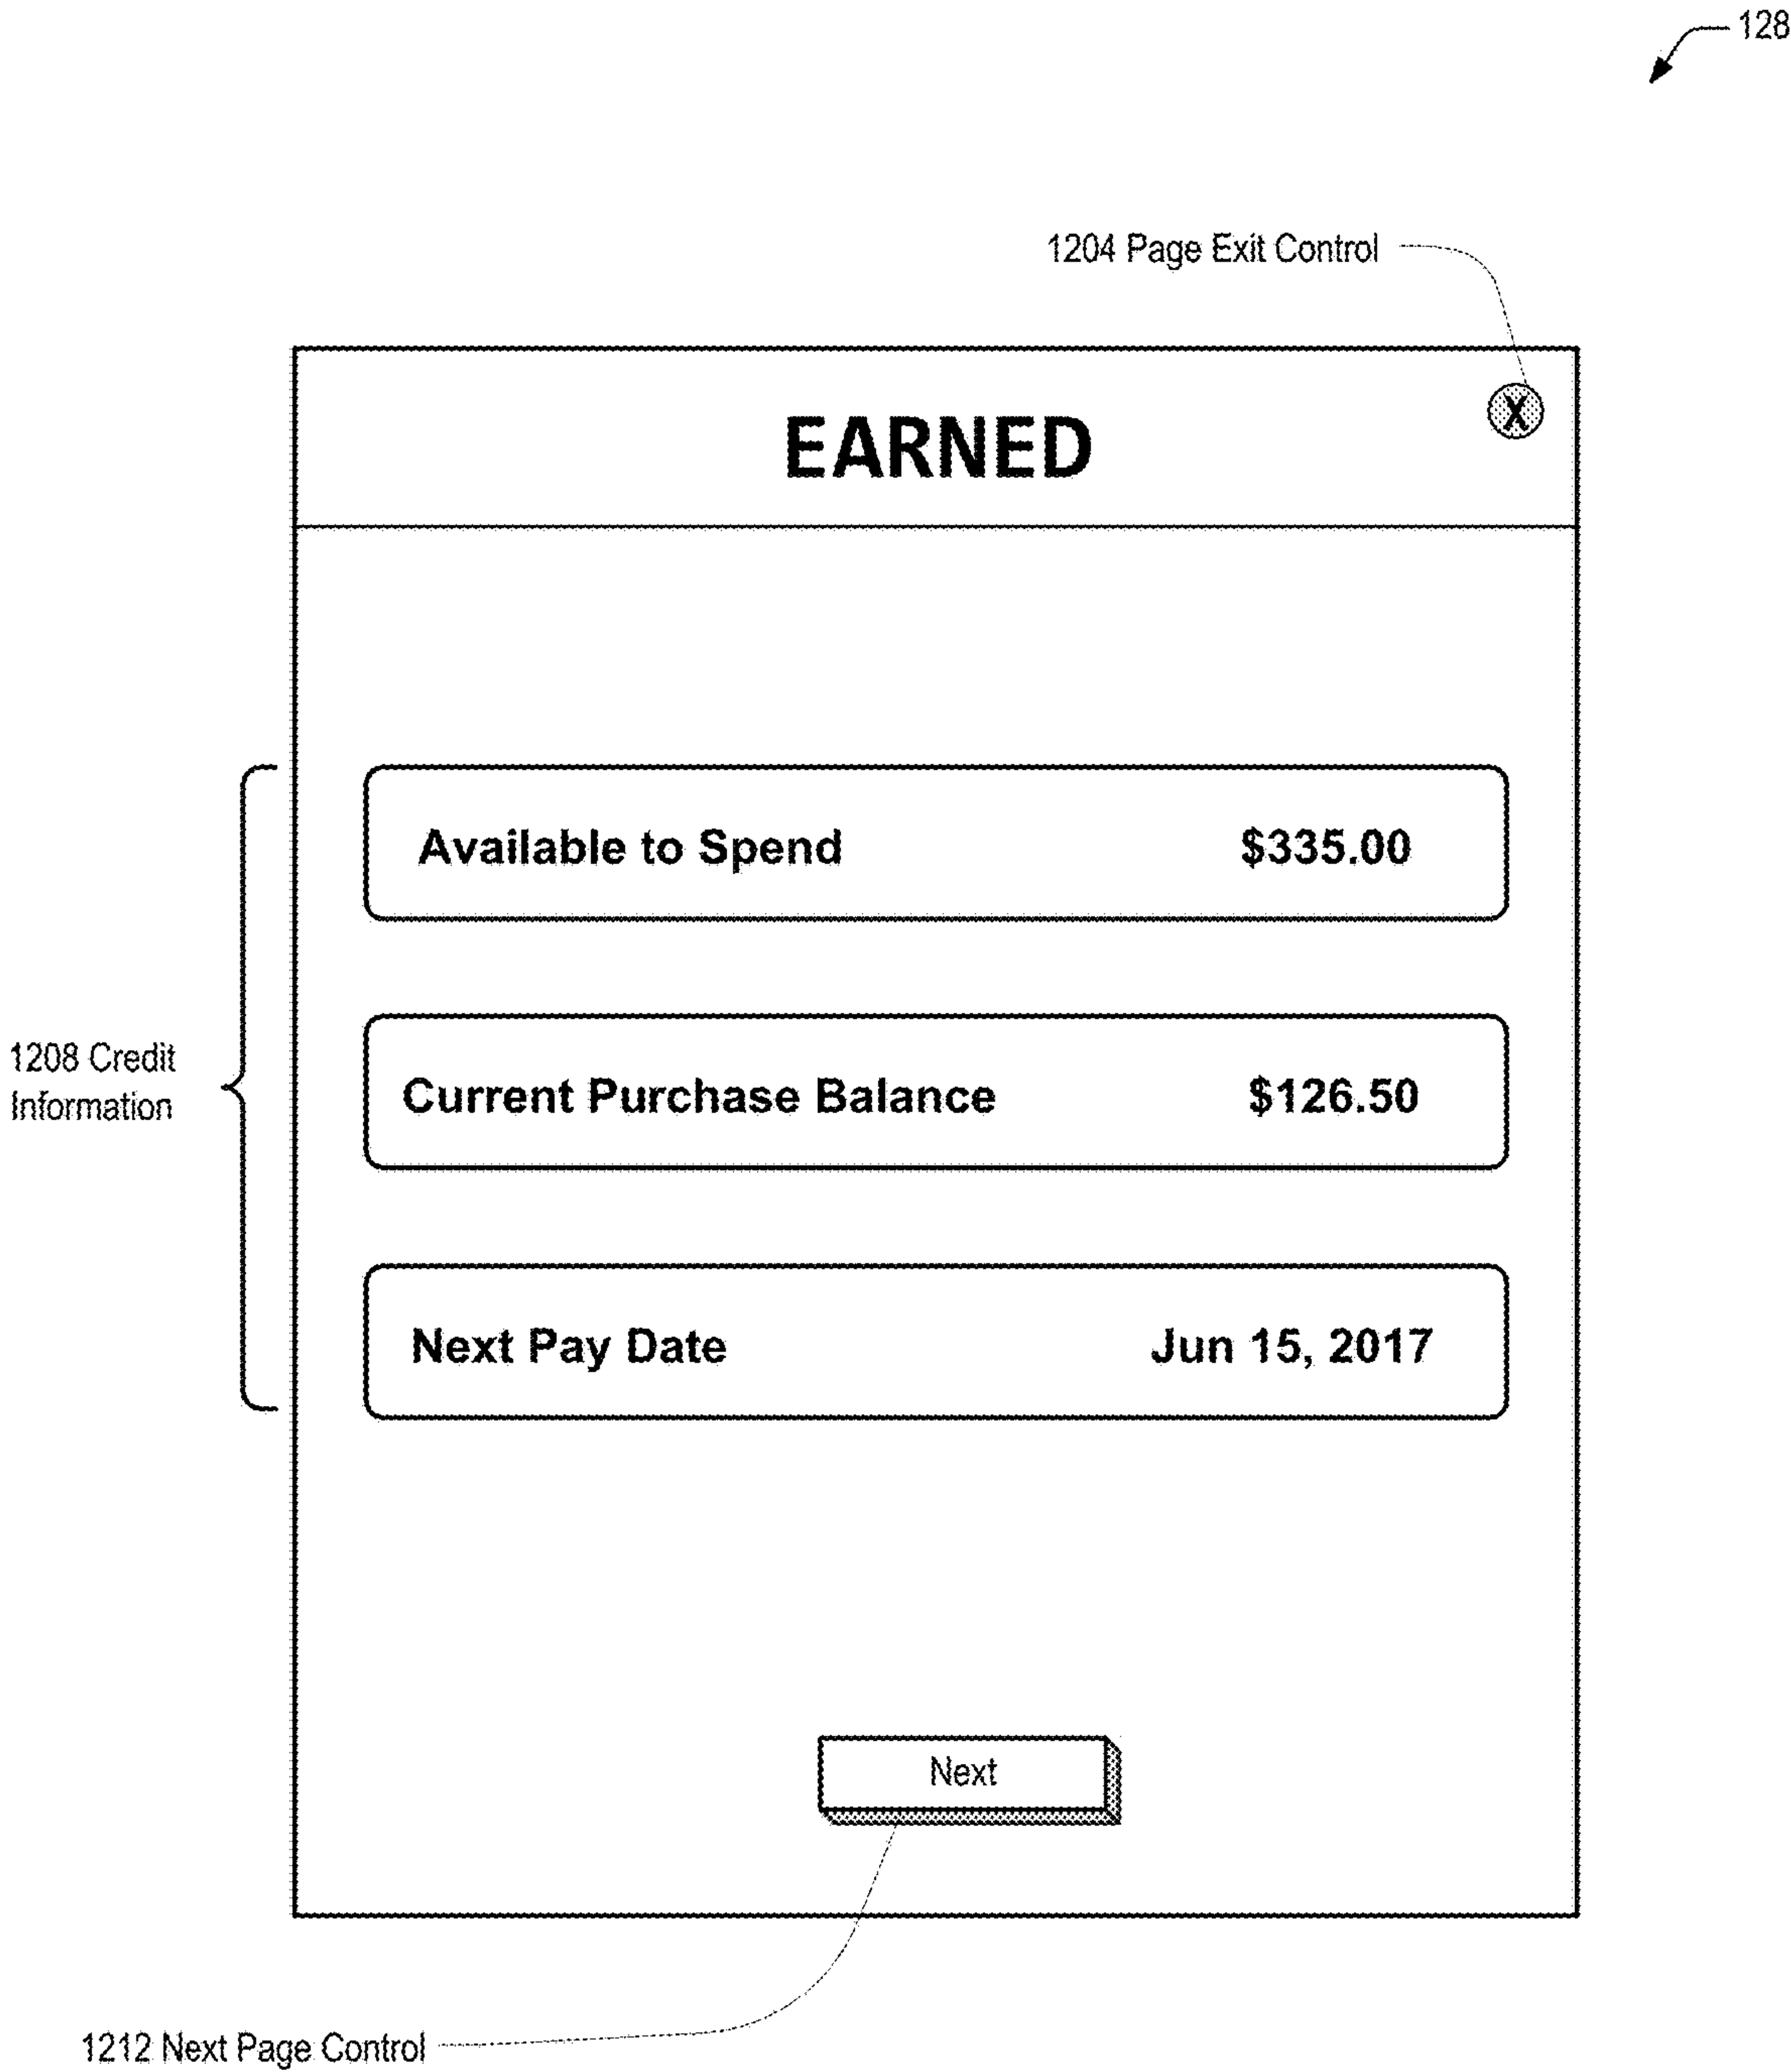 128
1204 Page Exit Control
EARNED
X
Available to Spend $335.00
1208 Credit
Information
Current Purchase Balance $126.50
Next Pay Date Jun 15, 2017
Next
1212 Next Page Control